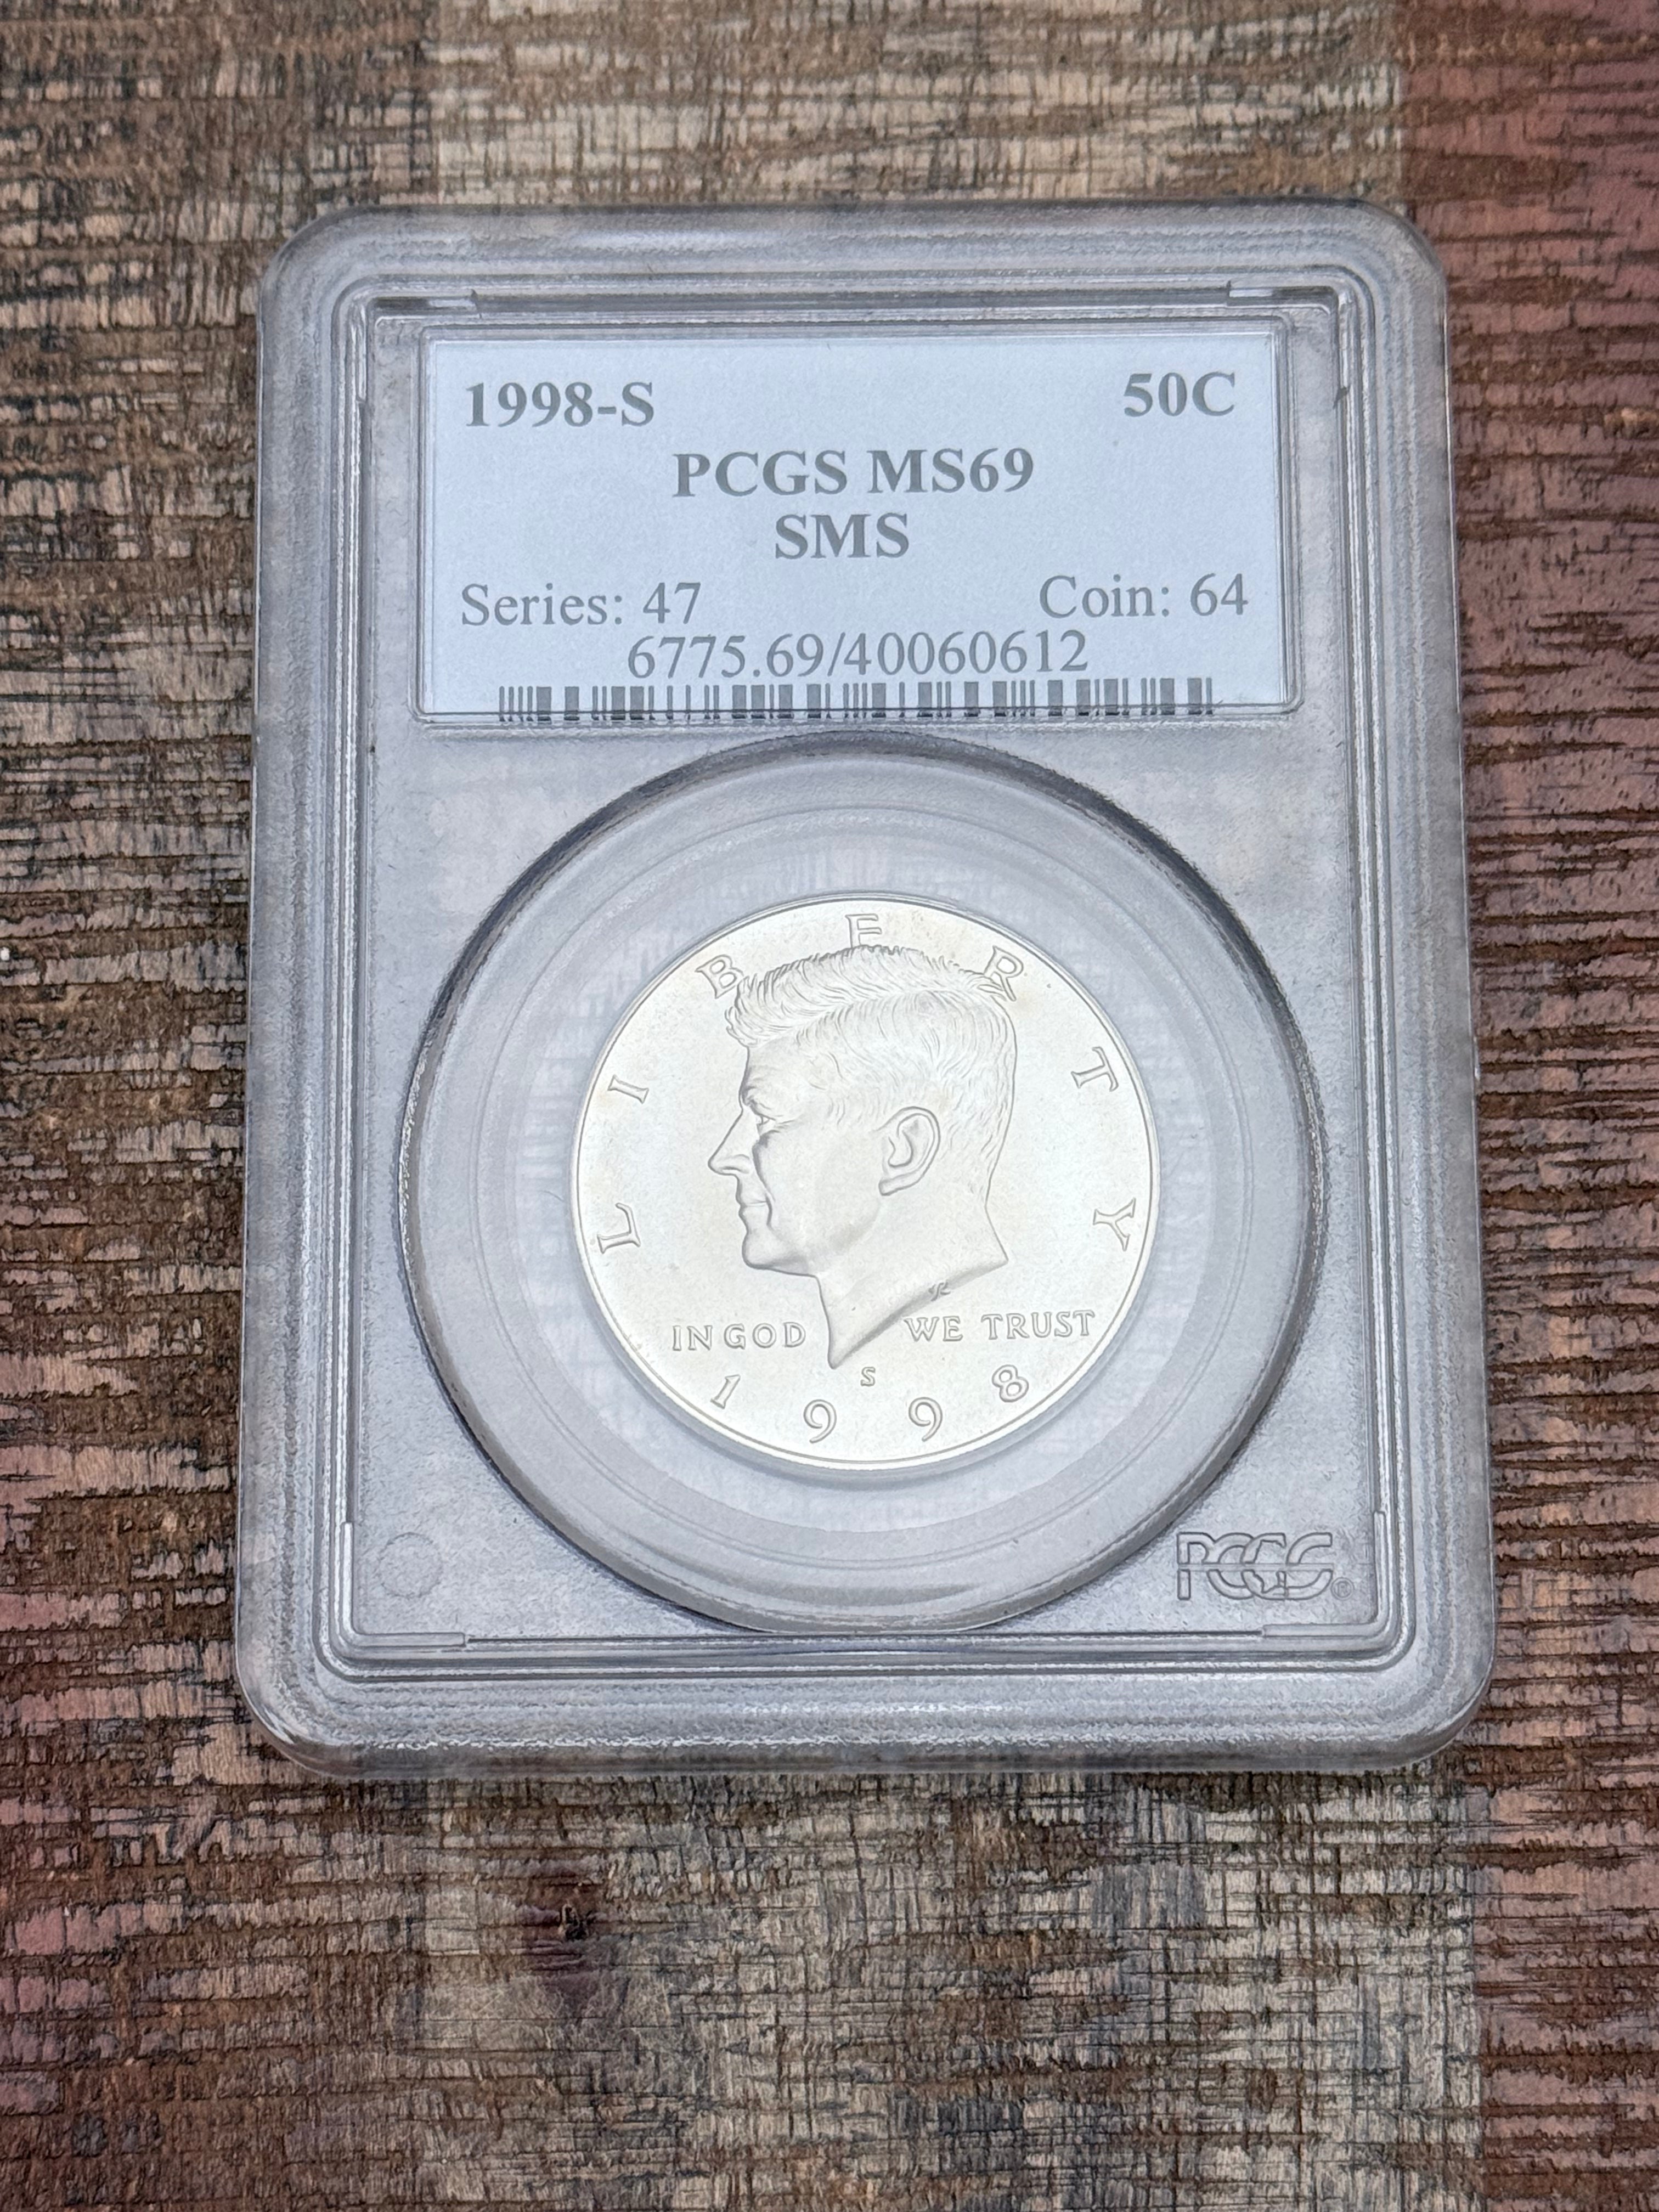 1998-S 50C
PCGS MS69
SMS
Series: 47 Coin: 64
6775.69/40060612
LIBERTY
IN GOD WE TRUST
S
1998
PCGS